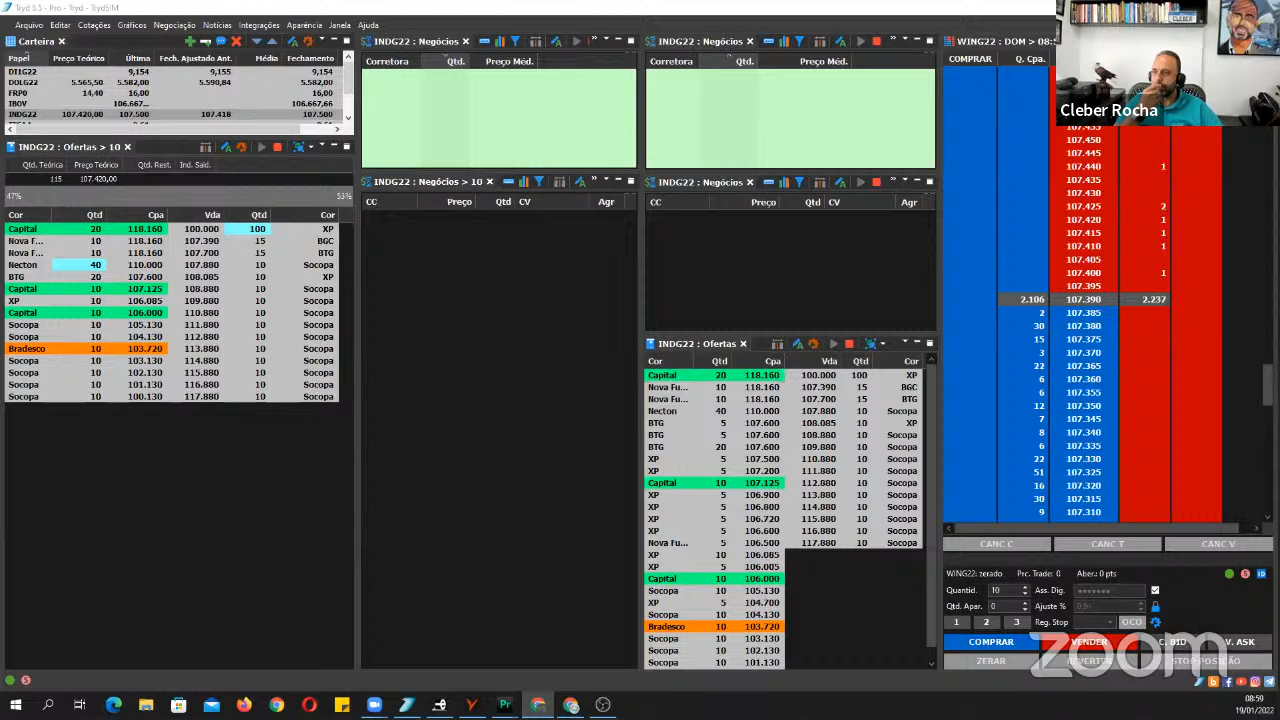 Tryd 5.5 - Pro - Tryd - TrydSIM
Arquivo Editar Cotações Gráficos Negociação Notícias Integrações Aparência Janela Ajuda
Carteira
Papel Preço Teórico Última Fech. Ajustado Ant. Média Fechamento
DI1G22 9,154 9,155 9,154
DOLG22 5.565,50 5.582,00 5.590,84 5.582,00
FRP0 14,40 16,00 16,00
IBOV 106.667... 106.667,66
INDG22 107.420,00 107.500 107.418 107.500
INDG22 : Ofertas > 10
Qtd. Teórica Preço Teórico Qtd. Rest. Ind. Sald.
115 107.420,00
47% 53%
Cor Qtd Cpa Vda Qtd Cor
Capital 20 118.160 100.000 100 XP
Nova F... 10 118.160 107.390 15 BGC
Nova F... 10 118.160 107.700 15 BTG
Necton 40 110.000 107.880 10 Socopa
BTG 20 107.600 108.085 10 XP
Capital 10 107.125 108.880 10 Socopa
XP 10 106.085 109.880 10 Socopa
Capital 10 106.000 110.880 10 Socopa
Socopa 10 105.130 111.880 10 Socopa
Socopa 10 104.130 112.880 10 Socopa
Bradesco 10 103.720 113.880 10 Socopa
Socopa 10 103.130 114.880 10 Socopa
Socopa 10 102.130 115.880 10 Socopa
Socopa 10 101.130 116.880 10 Socopa
Socopa 10 100.130 117.880 10 Socopa
INDG22 : Negócios
Corretora Qtd. Preço Méd.
INDG22 : Negócios > 10
CC Preço Qtd CV Agr
INDG22 : Negócios
Corretora Qtd. Preço Méd.
INDG22 : Negócios
CC Preço Qtd CV Agr
INDG22 : Ofertas
Cor Qtd Cpa Vda Qtd Cor
Capital 20 118.160 100.000 100 XP
Nova Fu... 10 118.160 107.390 15 BGC
Nova Fu... 10 118.160 107.700 15 BTG
Necton 40 110.000 107.880 10 Socopa
BTG 5 107.600 108.085 10 XP
BTG 5 107.600 108.880 10 Socopa
BTG 20 107.600 109.880 10 Socopa
XP 5 107.500 110.880 10 Socopa
XP 5 107.200 111.880 10 Socopa
Capital 10 107.125 112.880 10 Socopa
XP 5 106.900 113.880 10 Socopa
XP 5 106.800 114.880 10 Socopa
XP 5 106.720 115.880 10 Socopa
XP 5 106.600 116.880 10 Socopa
Nova Fu... 5 106.500 117.880 10 Socopa
XP 10 106.085
XP 5 106.005
Capital 10 106.000
Socopa 10 105.130
XP 5 104.700
Socopa 10 104.130
Bradesco 10 103.720
Socopa 10 103.130
Socopa 10 102.130
Socopa 10 101.130
WING22: DOM > 08:
COMPRAR Q. Cpa.
Cleber Rocha
107.455
107.450
107.445
107.440 1
107.435
107.430
107.425 2
107.420 1
107.415 1
107.410 1
107.405
107.400 1
107.395
2.106 107.390 2.237
2 107.385
30 107.380
15 107.375
3 107.370
22 107.365
6 107.360
6 107.355
12 107.350
7 107.345
8 107.340
6 107.335
22 107.330
51 107.325
16 107.320
30 107.315
9 107.310
CANC C CANC T CANC V
WING22: zerado Prc. Trade: 0 Aber.: 0 pts
Quantid. 10 Ass. Dig.
Qtd. Apar. 0 Ajuste %
1 2 3 Reg. Stop OCO
COMPRAR VENDER C. BID V. ASK
ZERAR REVERTER STOP POSIÇÃO
zoom
08:59
19/01/2022